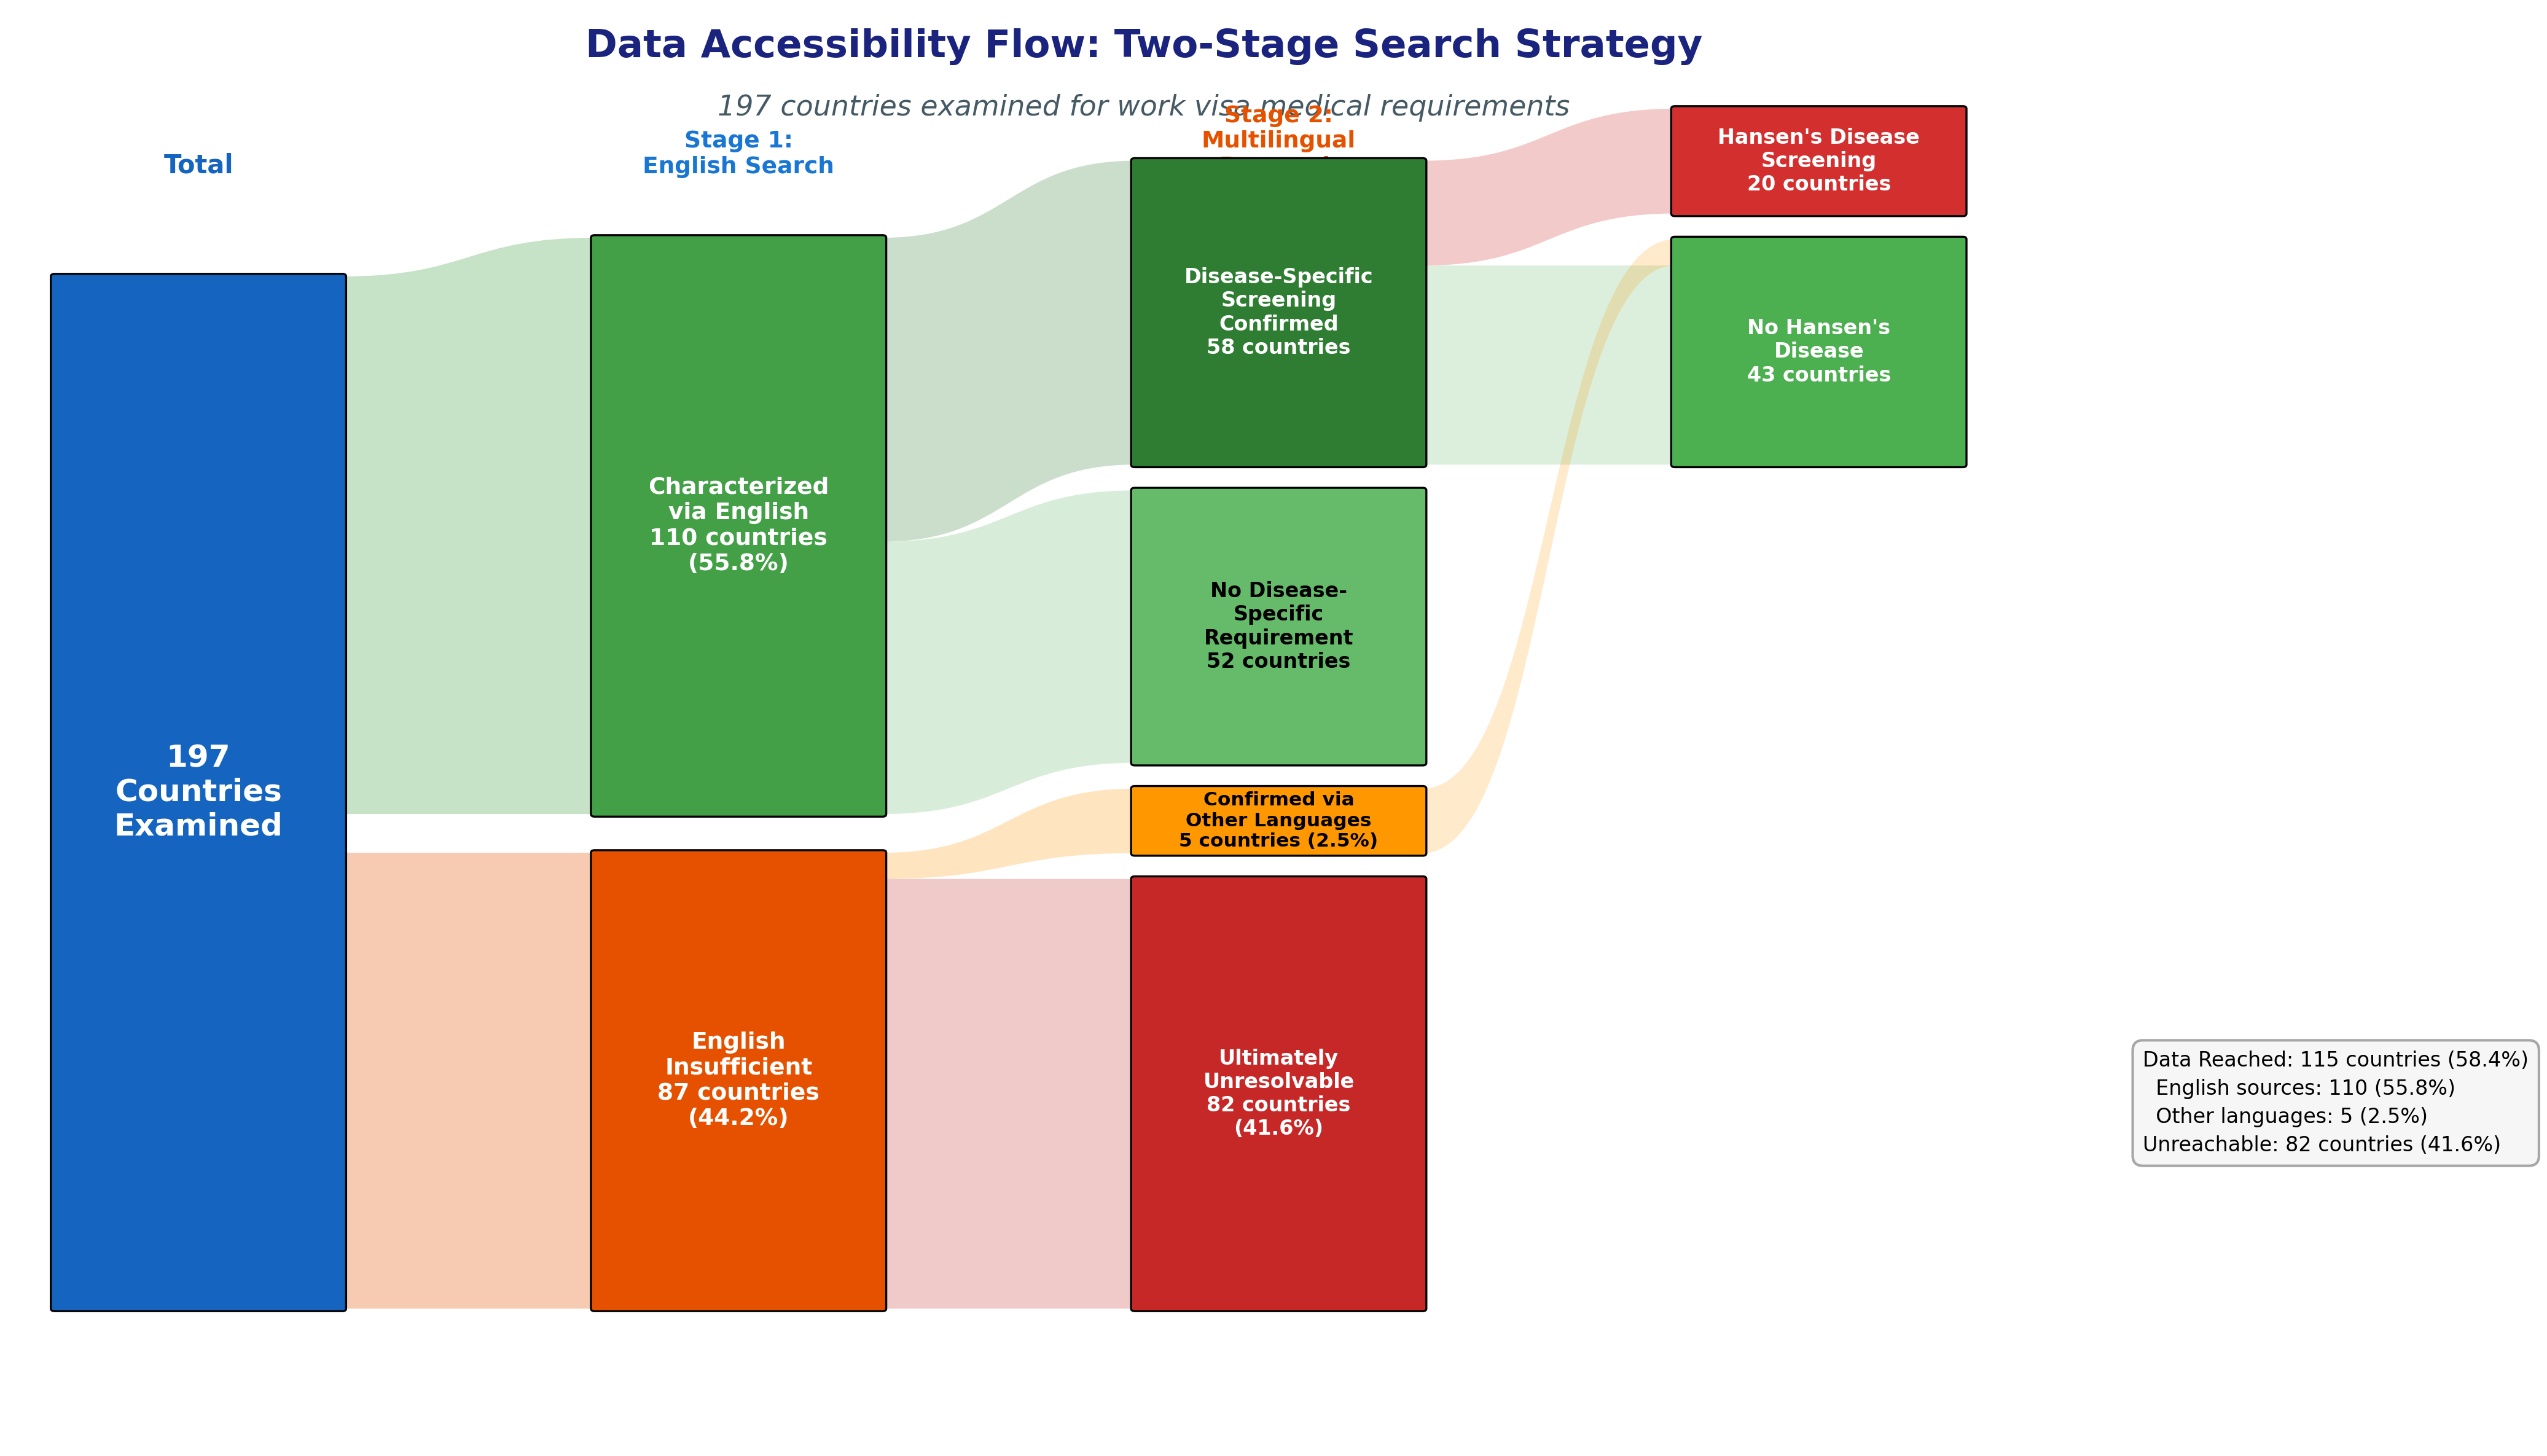 Data Accessibility Flow: Two-Stage Search Strategy
197 countries examined for work visa medical requirements
Total
Stage 1:
English Search
Stage 2:
Multilingual
197
Countries
Examined
Characterized
via English
110 countries
(55.8%)
English
Insufficient
87 countries
(44.2%)
Disease-Specific
Screening
Confirmed
58 countries
No Disease-
Specific
Requirement
52 countries
Confirmed via
Other Languages
5 countries (2.5%)
Ultimately
Unresolvable
82 countries
(41.6%)
Hansen's Disease
Screening
20 countries
No Hansen's
Disease
43 countries
Data Reached: 115 countries (58.4%)
English sources: 110 (55.8%)
Other languages: 5 (2.5%)
Unreachable: 82 countries (41.6%)